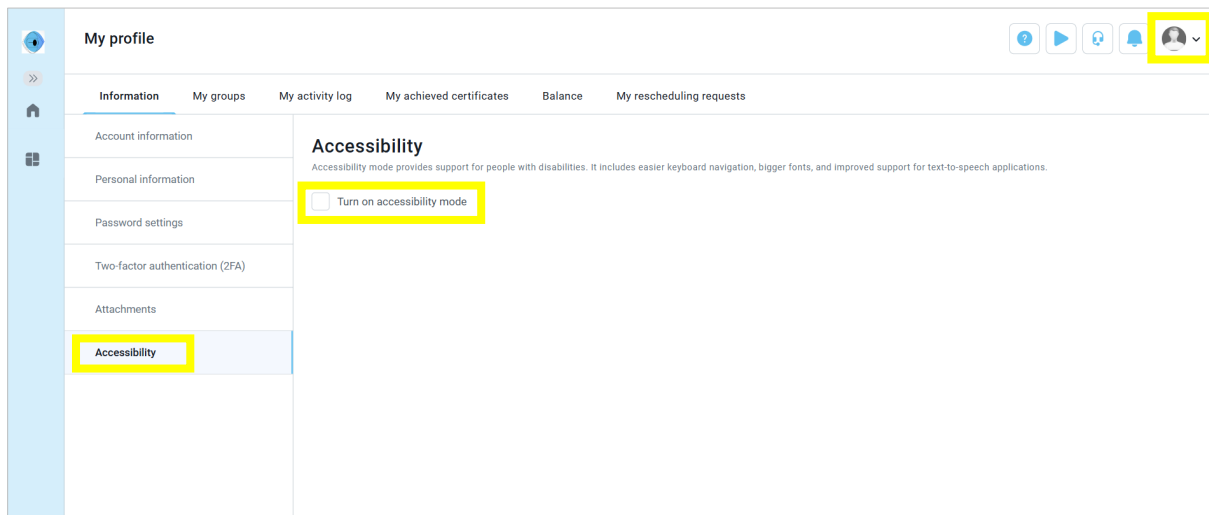 My profile
?
Information My groups My activity log My achieved certificates Balance My rescheduling requests
Account information
Personal information
Password settings
Two-factor authentication (2FA)
Attachments
Accessibility
Accessibility
Accessibility mode provides support for people with disabilities. It includes easier keyboard navigation, bigger fonts, and improved support for text-to-speech applications.
Turn on accessibility mode